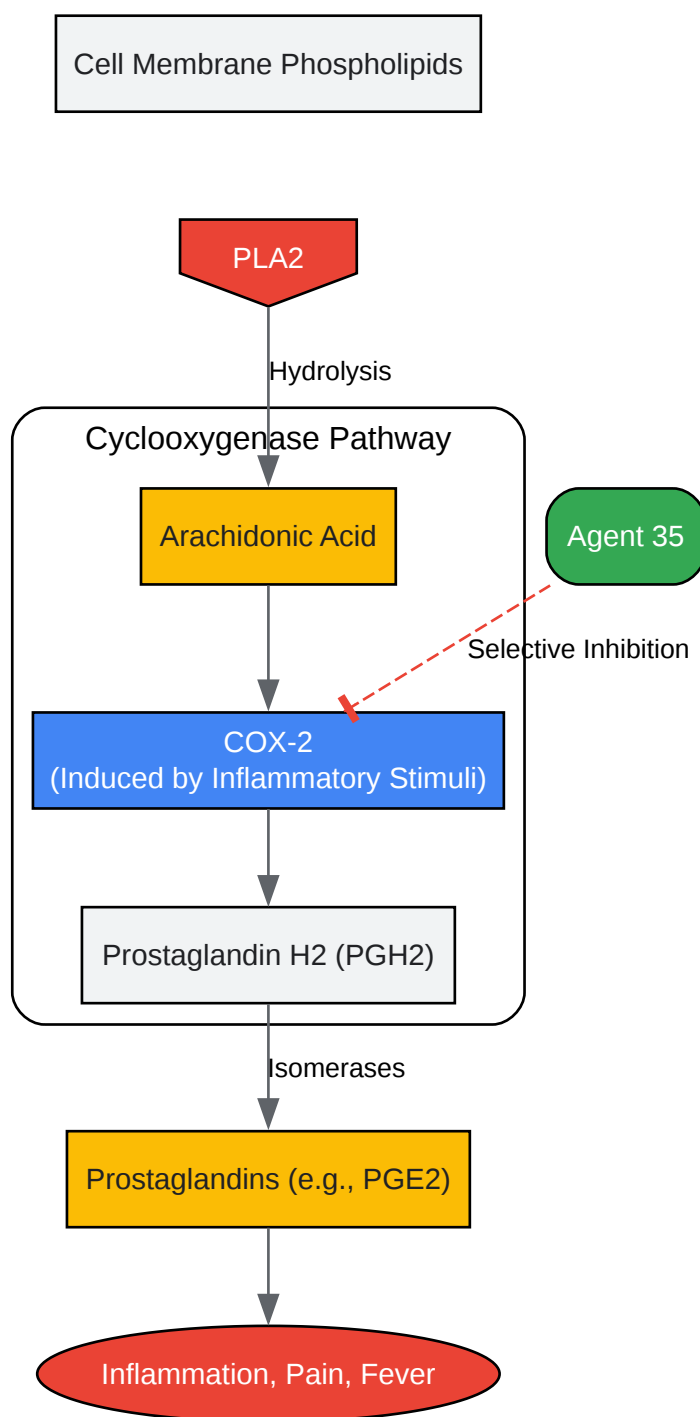 Cell Membrane Phospholipids
PLA2
Hydrolysis
Cyclooxygenase Pathway
Arachidonic Acid
Agent 35
Selective Inhibition
COX-2
(Induced by Inflammatory Stimuli)
Prostaglandin H2 (PGH2)
Isomerases
Prostaglandins (e.g., PGE2)
Inflammation, Pain, Fever